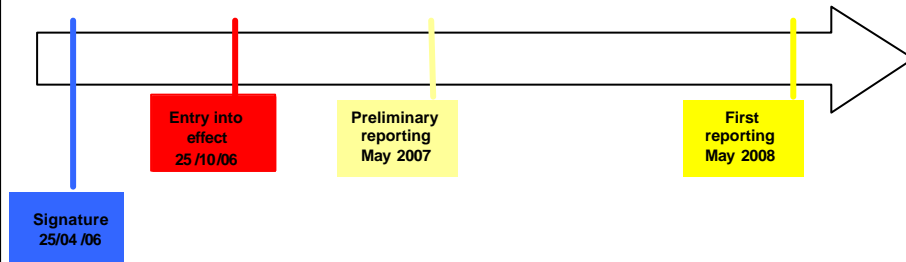 Entry into
effect
25 /10 /06
Preliminary
reporting
May 2007
First
reporting
May 2008
Signature
25/04 /06